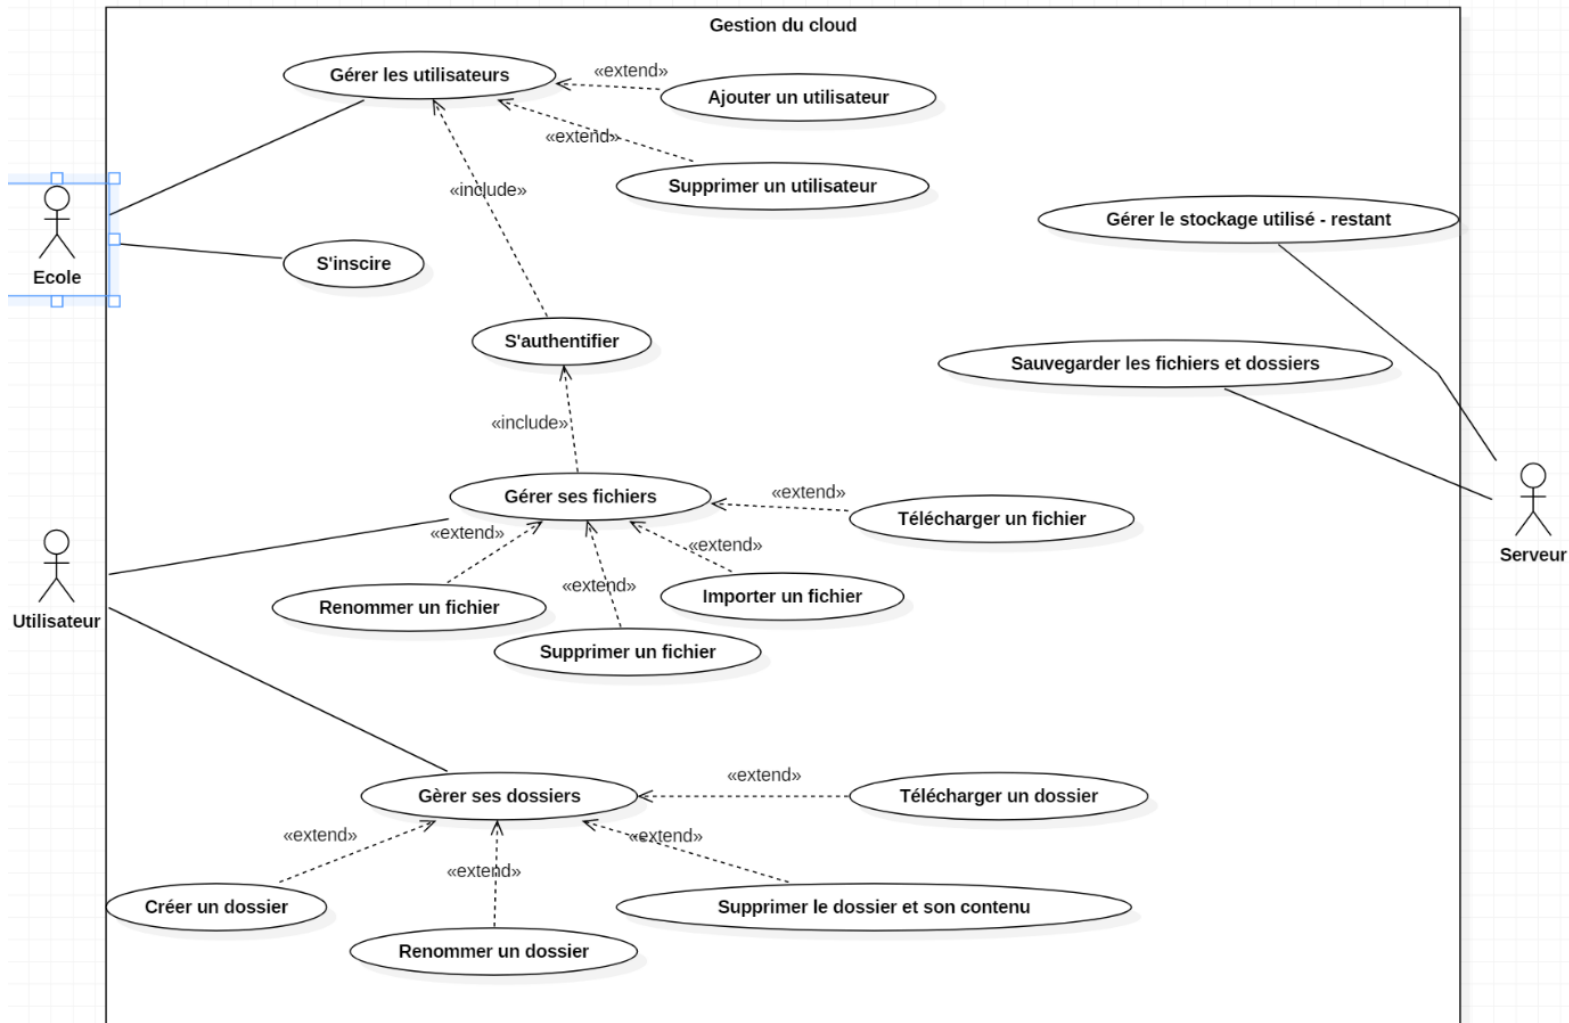 Gestion du cloud
Gérer les utilisateurs
«extend»
Ajouter un utilisateur
«extend»
Supprimer un utilisateur
«include»
Gérer le stockage utilisé - restant
S'inscire
Ecole
S'authentifier
Sauvegarder les fichiers et dossiers
«include»
Gérer ses fichiers
«extend»
Télécharger un fichier
«extend»
«extend»
Serveur
«extend»
Importer un fichier
Renommer un fichier
Utilisateur
Supprimer un fichier
«extend»
Gèrer ses dossiers
Télécharger un dossier
«extend»
«extend»
«extend»
Créer un dossier
Supprimer le dossier et son contenu
Renommer un dossier